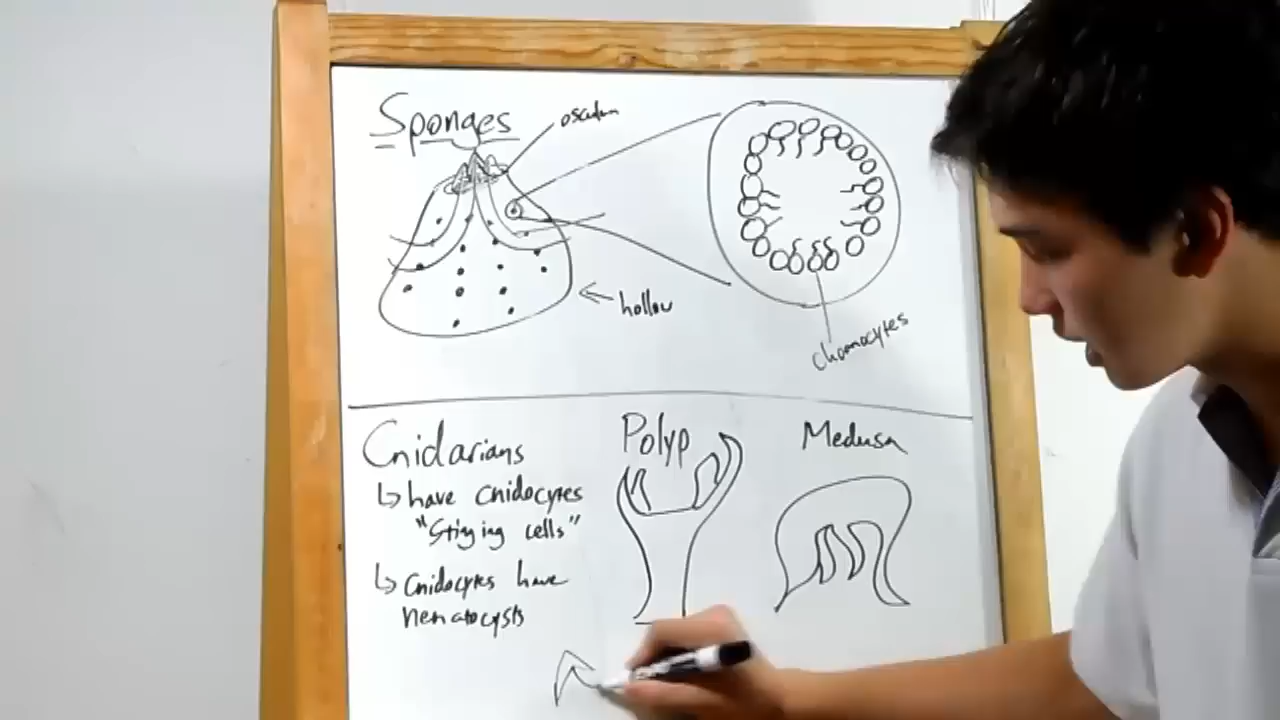 Sponges
osculum
hollow
choanocytes
Cnidarians
↳ have cnidocytes
"Stinging cells"
↳ Cnidocytes have
nematocysts
Polyp
Medusa